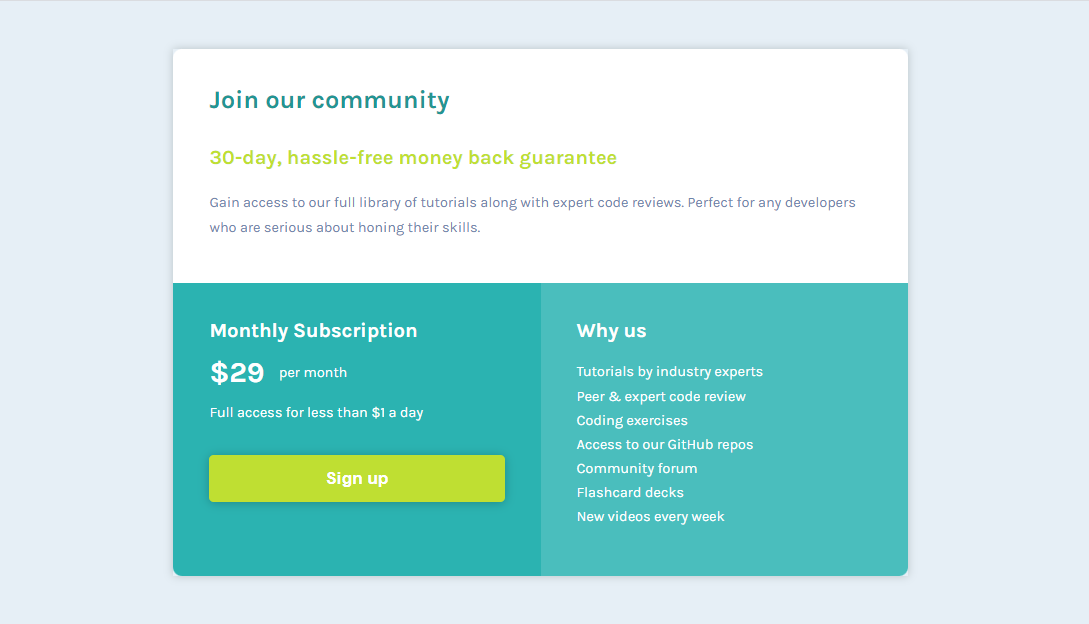 Join our community
30-day, hassle-free money back guarantee
Gain access to our full library of tutorials along with expert code reviews. Perfect for any developers
who are serious about honing their skills.
Monthly Subscription
$29 per month
Full access for less than $1 a day
Sign up
Why us
Tutorials by industry experts
Peer & expert code review
Coding exercises
Access to our GitHub repos
Community forum
Flashcard decks
New videos every week